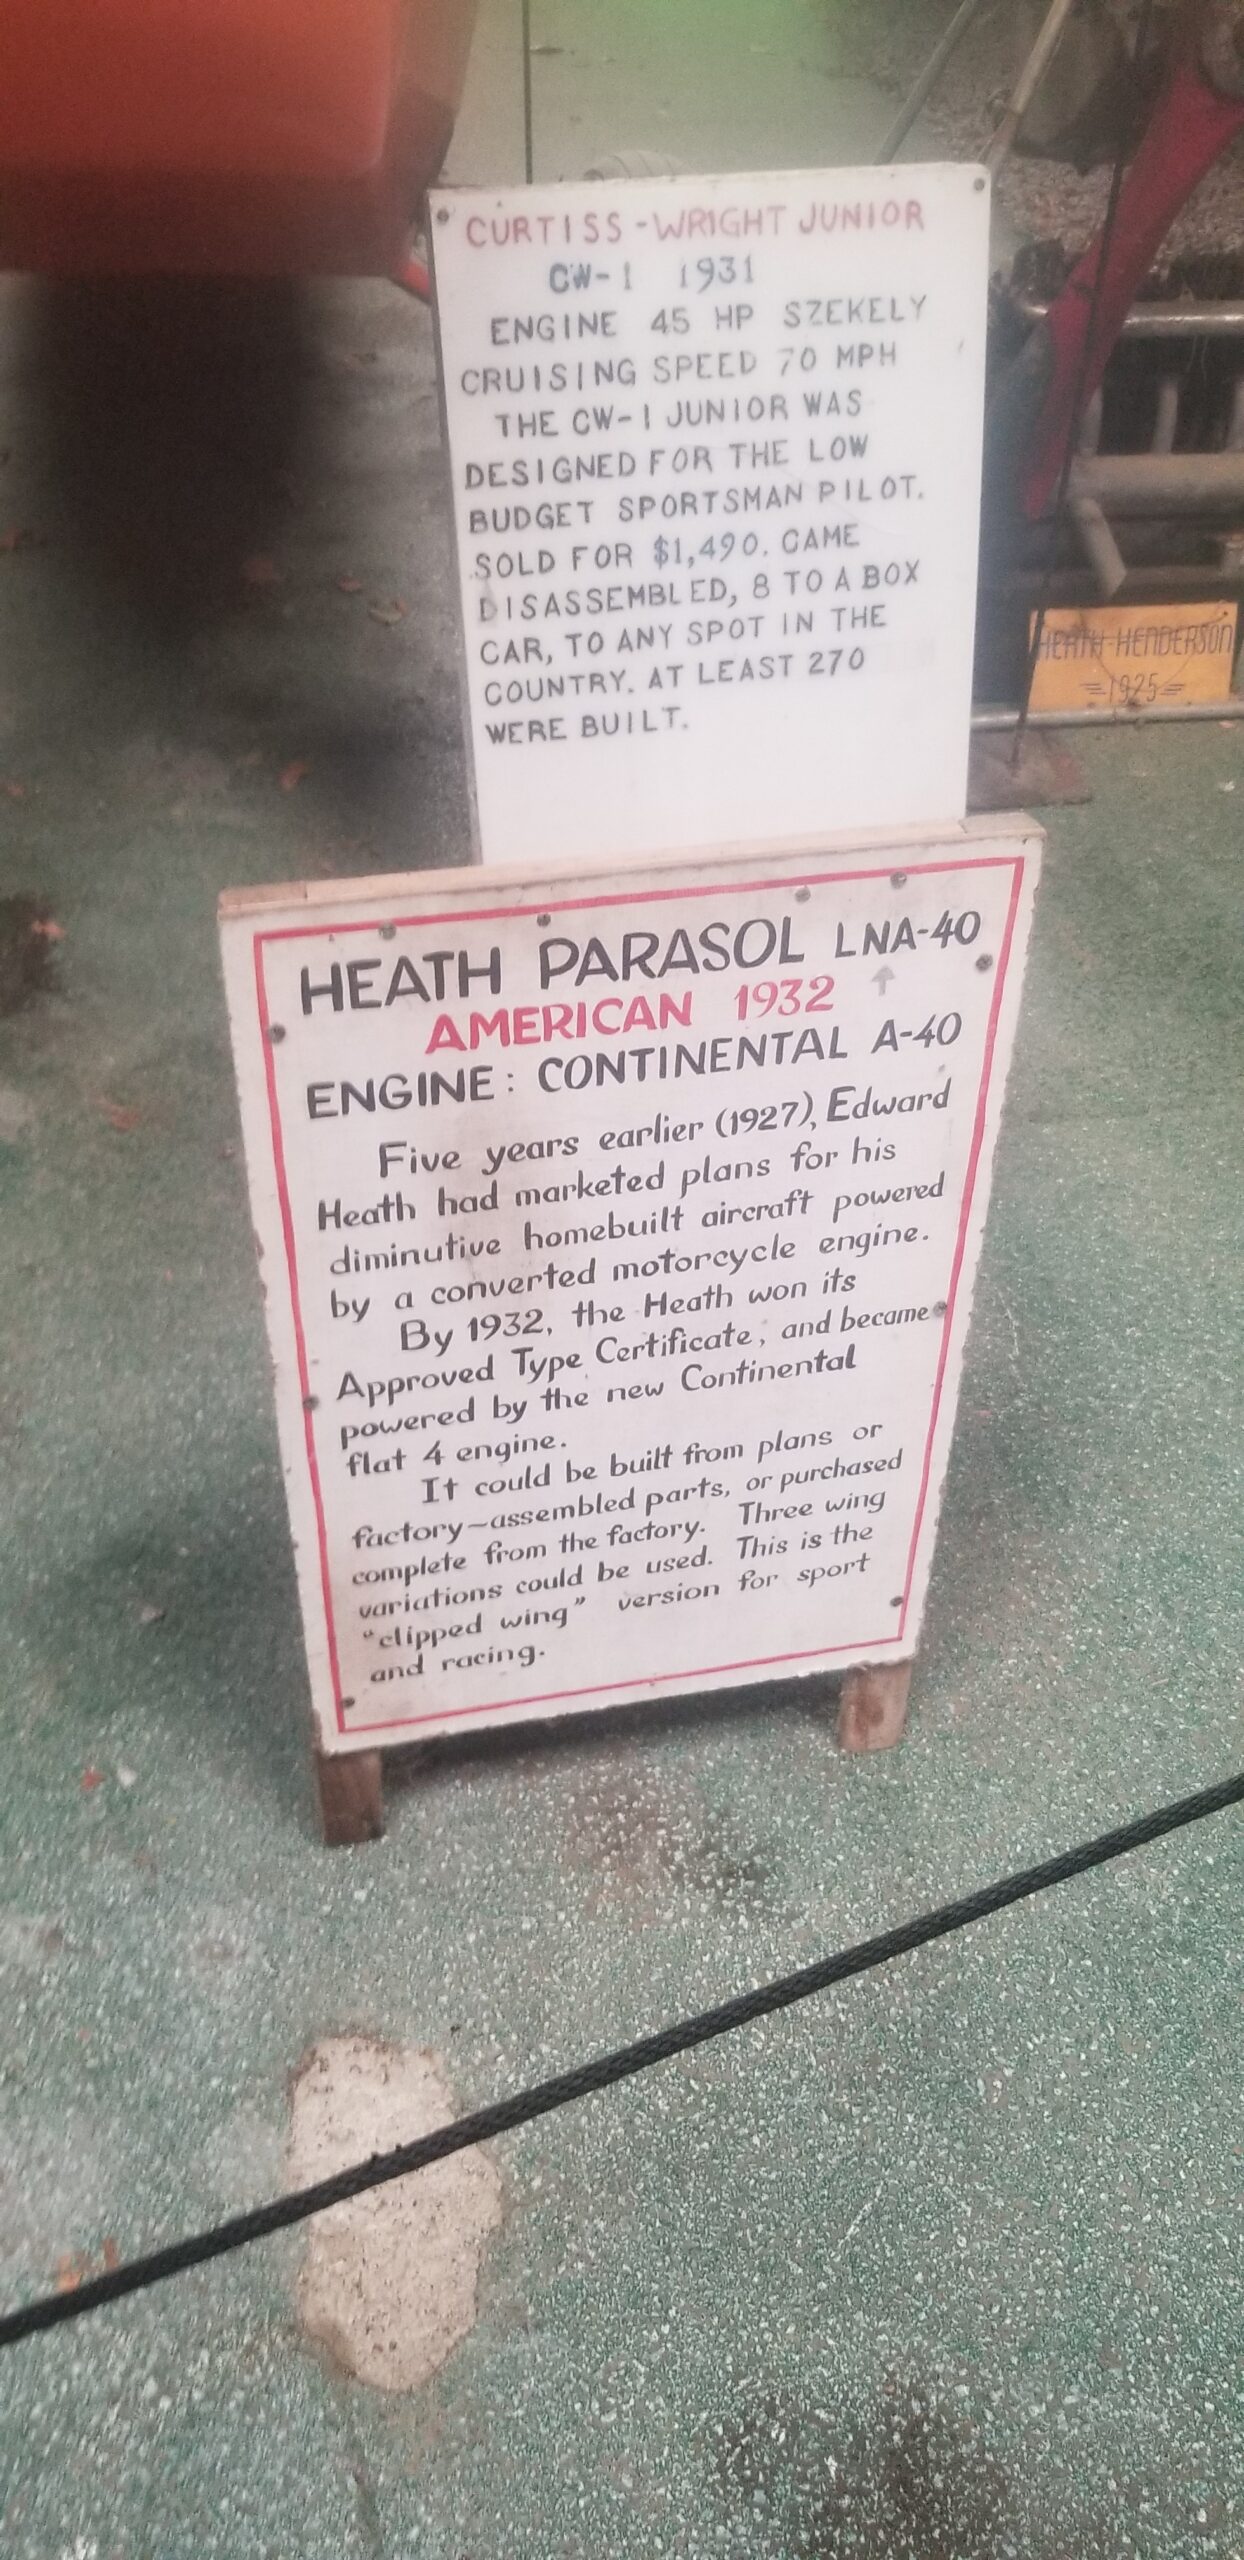 CURTISS-WRIGHT JUNIOR
CW-1 1931
ENGINE 45 HP SZEKELY
CRUISING SPEED 70 MPH
THE CW-1 JUNIOR WAS
DESIGNED FOR THE LOW
BUDGET SPORTSMAN PILOT.
SOLD FOR $1,490. CAME
DISASSEMBLED, 8 TO A BOX
CAR, TO ANY SPOT IN THE
COUNTRY. AT LEAST 270
WERE BUILT.
HEATH-HENDERSON
1925
HEATH PARASOL LNA-40
AMERICAN 1932
ENGINE: CONTINENTAL A-40
Five years earlier (1927), Edward
Heath had marketed plans for his
diminutive homebuilt aircraft powered
by a converted motorcycle engine.
By 1932, the Heath won its
Approved Type Certificate, and became
powered by the new Continental
flat 4 engine.
It could be built from plans or
factory-assembled parts, or purchased
complete from the factory. Three wing
variations could be used. This is the
"clipped wing" version for sport
and racing.